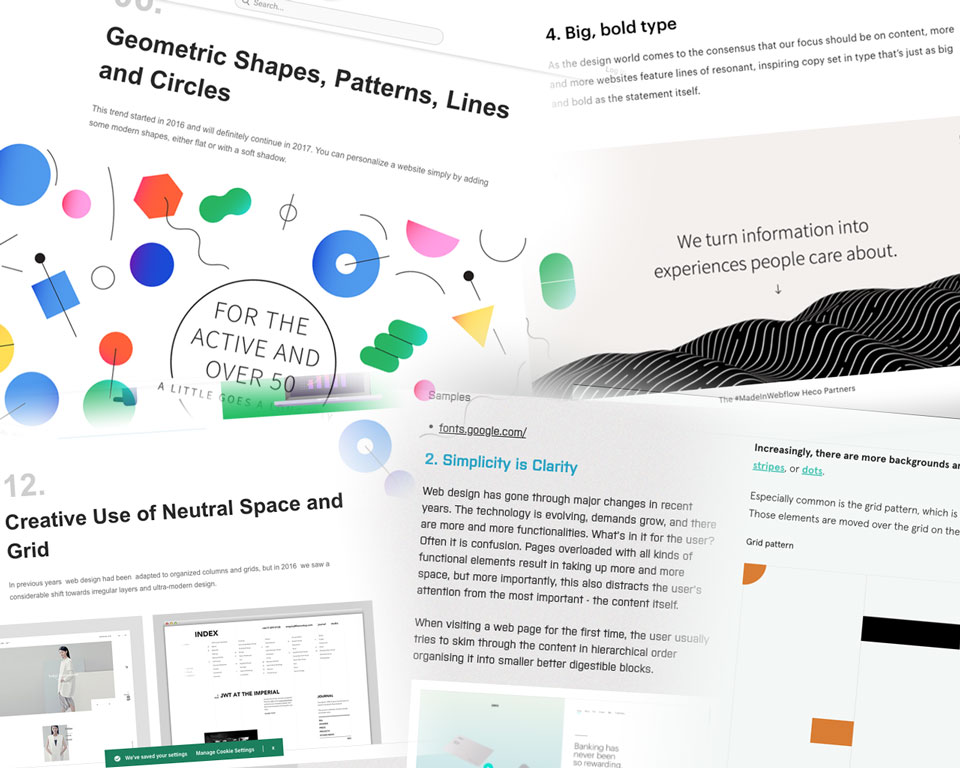 Search...
Geometric Shapes, Patterns, Lines
and Circles
This trend started in 2016 and will definitely continue in 2017. You can personalize a website simply by adding
some modern shapes, either flat or with a soft shadow.
FOR THE
ACTIVE AND
OVER 50
A LITTLE GOES A
4. Big, bold type
As the design world comes to the consensus that our focus should be on content, more
and more websites feature lines of resonant, inspiring copy set in type that's just as big
and bold as the statement itself.
We turn information into
experiences people care about.
↓
The #MadeInWebflow Heco Partners
12.
Creative Use of Neutral Space and
Grid
In previous years web design had been adapted to organized columns and grids, but in 2016 we saw a
considerable shift towards irregular layers and ultra-modern design.
INDEX
JWT AT THE IMPERIAL
JOURNAL
We've saved your settings Manage Cookie Settings x
Samples
• fonts.google.com/
2. Simplicity is Clarity
Web design has gone through major changes in recent
years. The technology is evolving, demands grow, and there
are more and more functionalities. What's in it for the user?
Often it is confusion. Pages overloaded with all kinds of
functional elements result in taking up more and more
space, but more importantly, this also distracts the user's
attention from the most important - the content itself.
When visiting a web page for the first time, the user usually
tries to skim through the content in hierarchical order
organising it into smaller better digestible blocks.
Banking has
never been
so rewarding.
Increasingly, there are more backgrounds
stripes, or dots.
Especially common is the grid pattern, which is
Those elements are moved over the grid on the
Grid pattern